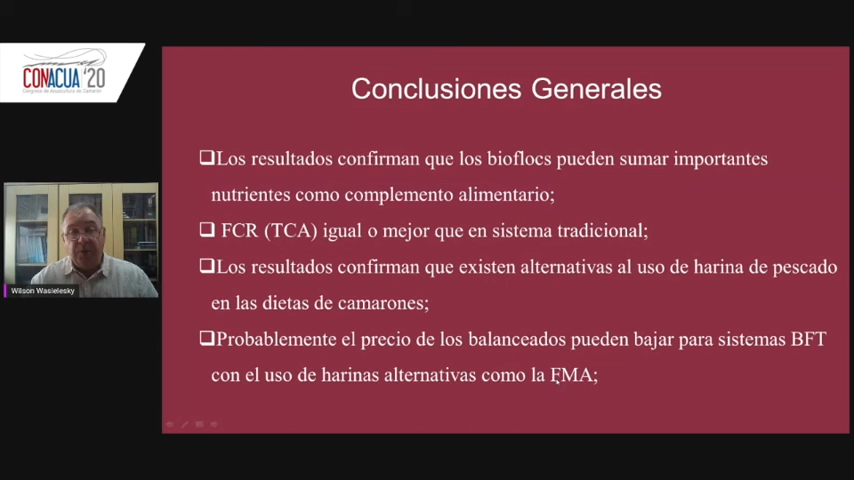 CONACUA '20
Congreso de Acuicultura de Camarón
Conclusiones Generales
❑Los resultados confirman que los bioflocs pueden sumar importantes
nutrientes como complemento alimentario;
❑ FCR (TCA) igual o mejor que en sistema tradicional;
❑Los resultados confirman que existen alternativas al uso de harina de pescado
en las dietas de camarones;
❑Probablemente el precio de los balanceados pueden bajar para sistemas BFT
con el uso de harinas alternativas como la FMA;
Wilson Wasielesky